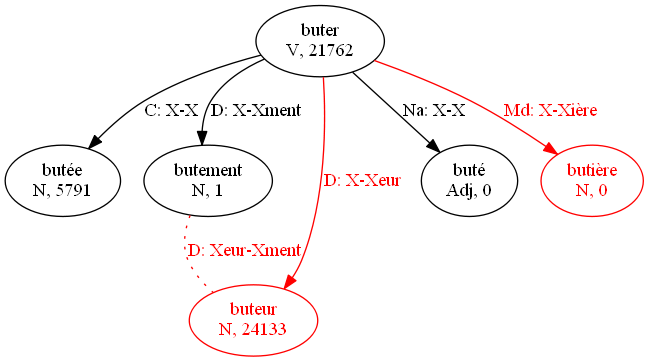 buter
V, 21762
C: X-X
D: X-Xment
Na: X-X
Md: X-Xière
butée
N, 5791
butement
N, 1
D: X-Xeur
buté
Adj, 0
butière
N, 0
D: Xeur-Xment
buteur
N, 24133